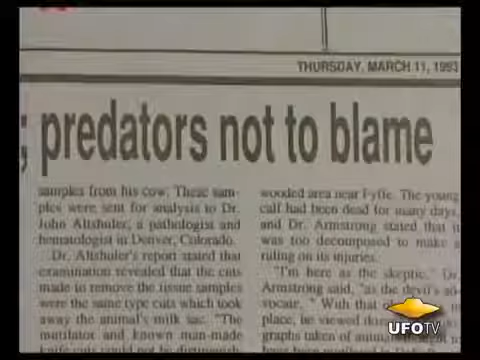 THURSDAY, MARCH 11, 1993
; predators not to blame
samples from his cow. These sam-
ples were sent for analysis to Dr.
John Altshuler, a pathologist and
hematologist in Denver, Colorado.
Dr. Altshuler's report stated that
examination revealed that the cuts
made to remove the tissue samples
were the same type cuts which took
away the animal's milk sac. "The
mutilator and known man-made
wooded area near Fyffe. The young
calf had been dead for many days,
and Dr. Armstrong stated that it
was too decomposed to make a
ruling on its injuries.
"I'm here as the skeptic," Dr.
Armstrong said, "as the devil's ad-
vocate." With that
place, he viewed
graphs taken of
UFOTV